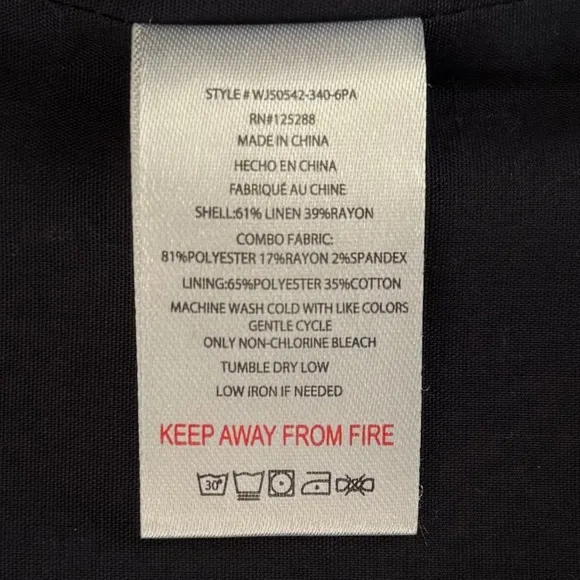 STYLE # WJ50542-340-6PA
RN#125288
MADE IN CHINA
HECHO EN CHINA
FABRIQUÉ AU CHINE
SHELL:61% LINEN 39%RAYON
COMBO FABRIC:
81%POLYESTER 17%RAYON 2%SPANDEX
LINING:65%POLYESTER 35%COTTON
MACHINE WASH COLD WITH LIKE COLORS
GENTLE CYCLE
ONLY NON-CHLORINE BLEACH
TUMBLE DRY LOW
LOW IRON IF NEEDED
KEEP AWAY FROM FIRE
30°